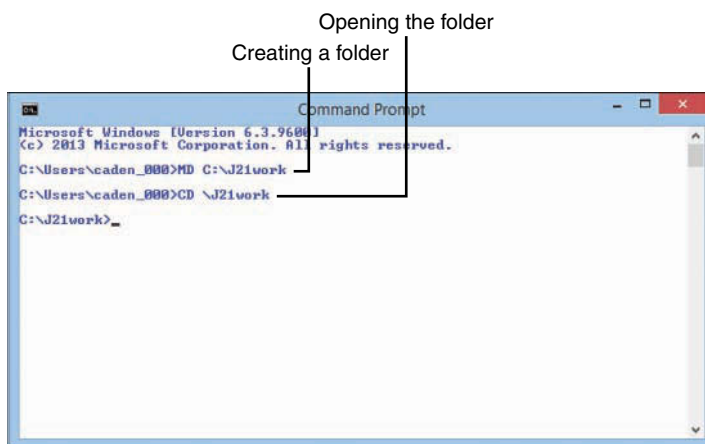 Opening the folder
Creating a folder
Command Prompt
Microsoft Windows [Version 6.3.9600]
(c) 2013 Microsoft Corporation. All rights reserved.
C:\Users\caden_000>MD C:\J21work
C:\Users\caden_000>CD \J21work
C:\J21work>_